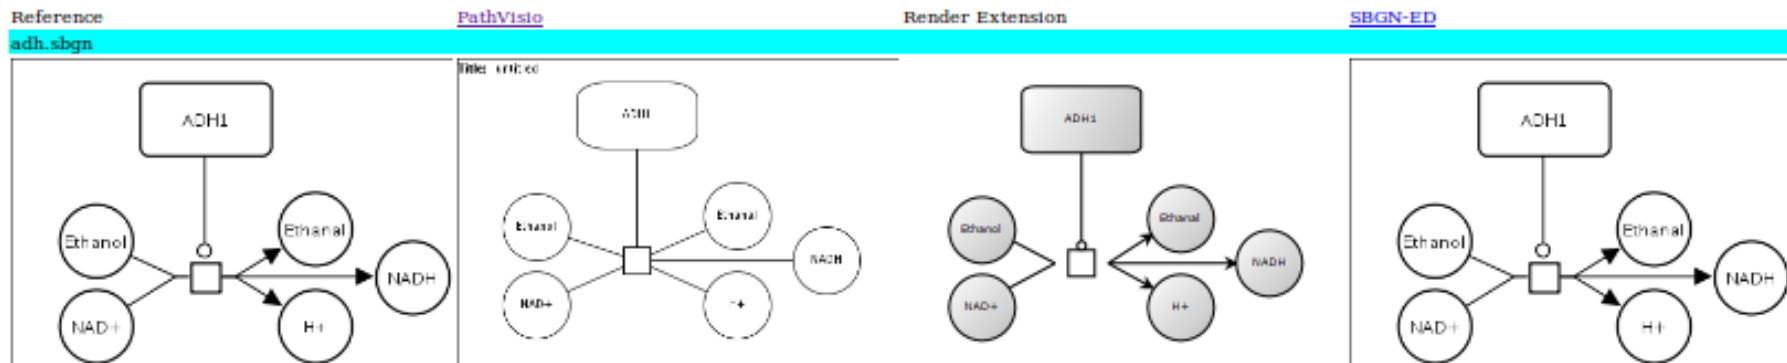 Reference
PathVisio
Render Extension
SBGN-ED
adh.sbgn
ADH1
Ethanol
Ethanal
NADH
NAD+
H+
Title: untitled
Ethanol
Ethanal
NADH
NAD+
H+
ADH1
Ethanol
Ethanal
NADH
NAD+
H+
ADH1
Ethanol
Ethanal
NADH
NAD+
H+